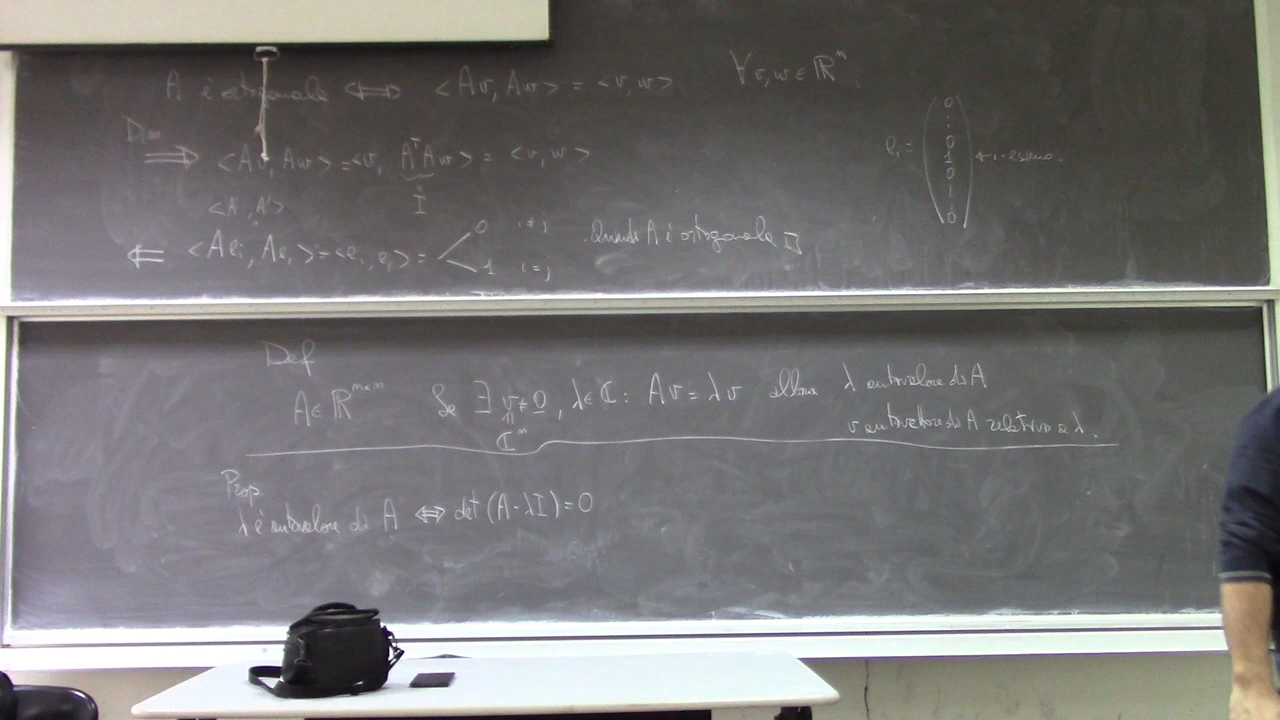 A è ortogonale ⟺ <Av, Aw> = <v,w> ∀ v,w ∈ ℝⁿ
Dim
⟹ <Av, Aw> = <v, AᵀAw> = <v,w>
I
<A , A >
⟸ <Aeᵢ, Aeⱼ> = <eᵢ, eⱼ> = 0 i≠j
1 i=j
Quindi A è ortogonale □
eᵢ = (0 : 0 1 0 | 0) ← i-esimo
Def
A ∈ ℝⁿˣⁿ Se ∃ v≠0, λ∈ℂ : Av = λv allora λ autovalore di A
ℂⁿ
v autovettore di A relativo a λ.
Prop
λ è autovalore di A ⟺ det(A-λI)=0